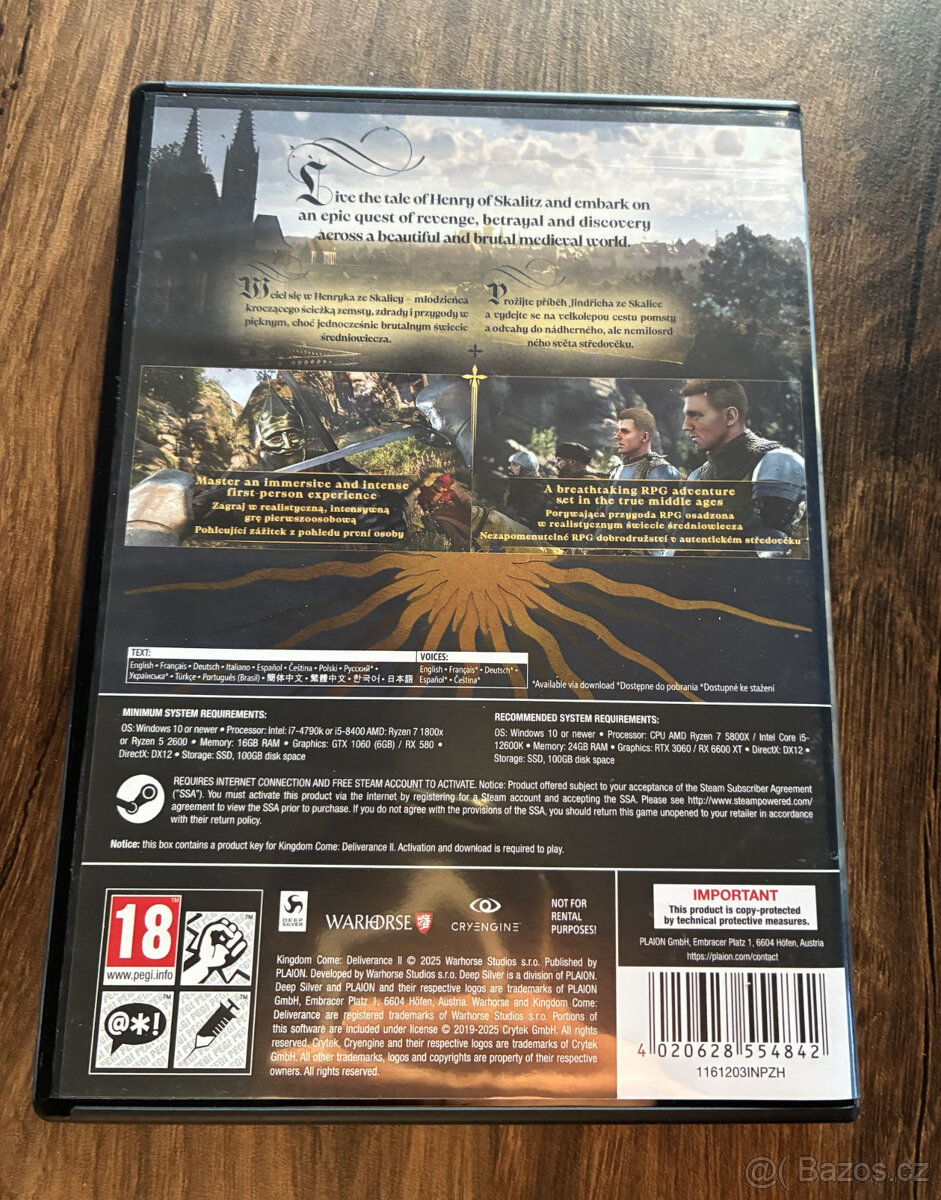 Live the tale of Henry of Skalitz and embark on
an epic quest of revenge, betrayal and discovery
across a beautiful and brutal medieval world.
Wciel się w Henryka ze Skalicy – młodzieńca
kroczącego ścieżką zemsty, zdrady i przygody w
pięknym, choć jednocześnie brutalnym świecie
średniowiecza.
Prožijte příběh Jindřicha ze Skalice
a vydejte se na velkolepou cestu pomsty
a odvahy do nádherného, ale nemilosrd
ného světa středověku.
Master an immersive and intense
first-person experience
Zagraj w realistyczną, intensywną
grę pierwszoosobową
Pohlcující zážitek z pohledu první osoby
A breathtaking RPG adventure
set in the true middle ages
Porywająca przygoda RPG osadzona
w realistycznym świecie średniowiecza
Nezapomenutelné RPG dobrodružství v autentickém středověku
TEXT:
English • Français • Deutsch • Italiano • Español • Čeština • Polski • Русский* •
Українська* • Türkçe • Português (Brasil) • 简体中文 • 繁體中文 • 한국어 • 日本語
VOICES:
English • Français* • Deutsch* •
Español* • Čeština*
*Available via download *Dostępne do pobrania *Dostupné ke stažení
MINIMUM SYSTEM REQUIREMENTS:
OS: Windows 10 or newer • Processor: Intel: i7-4790k or i5-8400 AMD: Ryzen 7 1800x
or Ryzen 5 2600 • Memory: 16GB RAM • Graphics: GTX 1060 (6GB) / RX 580 •
DirectX: DX12 • Storage: SSD, 100GB disk space
RECOMMENDED SYSTEM REQUIREMENTS:
OS: Windows 10 or newer • Processor: CPU AMD Ryzen 7 5800X / Intel Core i5-
12600K • Memory: 24GB RAM • Graphics: RTX 3060 / RX 6600 XT • DirectX: DX12 •
Storage: SSD, 100GB disk space
REQUIRES INTERNET CONNECTION AND FREE STEAM ACCOUNT TO ACTIVATE. Notice: Product offered subject to your acceptance of the Steam Subscriber Agreement
("SSA"). You must activate this product via the Internet by registering for a Steam account and accepting the SSA. Please see http://www.steampowered.com/
agreement to view the SSA prior to purchase. If you do not agree with the provisions of the SSA, you should return this game unopened to your retailer in accordance
with their return policy.
Notice: this box contains a product key for Kingdom Come: Deliverance II. Activation and download is required to play.
18
www.pegi.info
@*!
DEEP
SILVER
WARHORSE
CRYENGINE
NOT FOR
RENTAL
PURPOSES!
Kingdom Come: Deliverance II © 2025 Warhorse Studios s.r.o. Published by
PLAION. Developed by Warhorse Studios s.r.o. Deep Silver is a division of PLAION.
Deep Silver and PLAION and their respective logos are trademarks of PLAION
GmbH, Embracer Platz 1, 6604 Höfen, Austria. Warhorse and Kingdom Come:
Deliverance are registered trademarks of Warhorse Studios s.r.o. Portions of
this software are included under license © 2019-2025 Crytek GmbH. All rights
reserved. Crytek, Cryengine and their respective logos are trademarks of Crytek
GmbH. All other trademarks, logos and copyrights are property of their respective
owners. All rights reserved.
IMPORTANT
This product is copy-protected
by technical protective measures.
PLAION GmbH, Embracer Platz 1, 6604 Höfen, Austria
https://plaion.com/contact
4 020628 554842
1161203INPZH
@( Bazos.cz